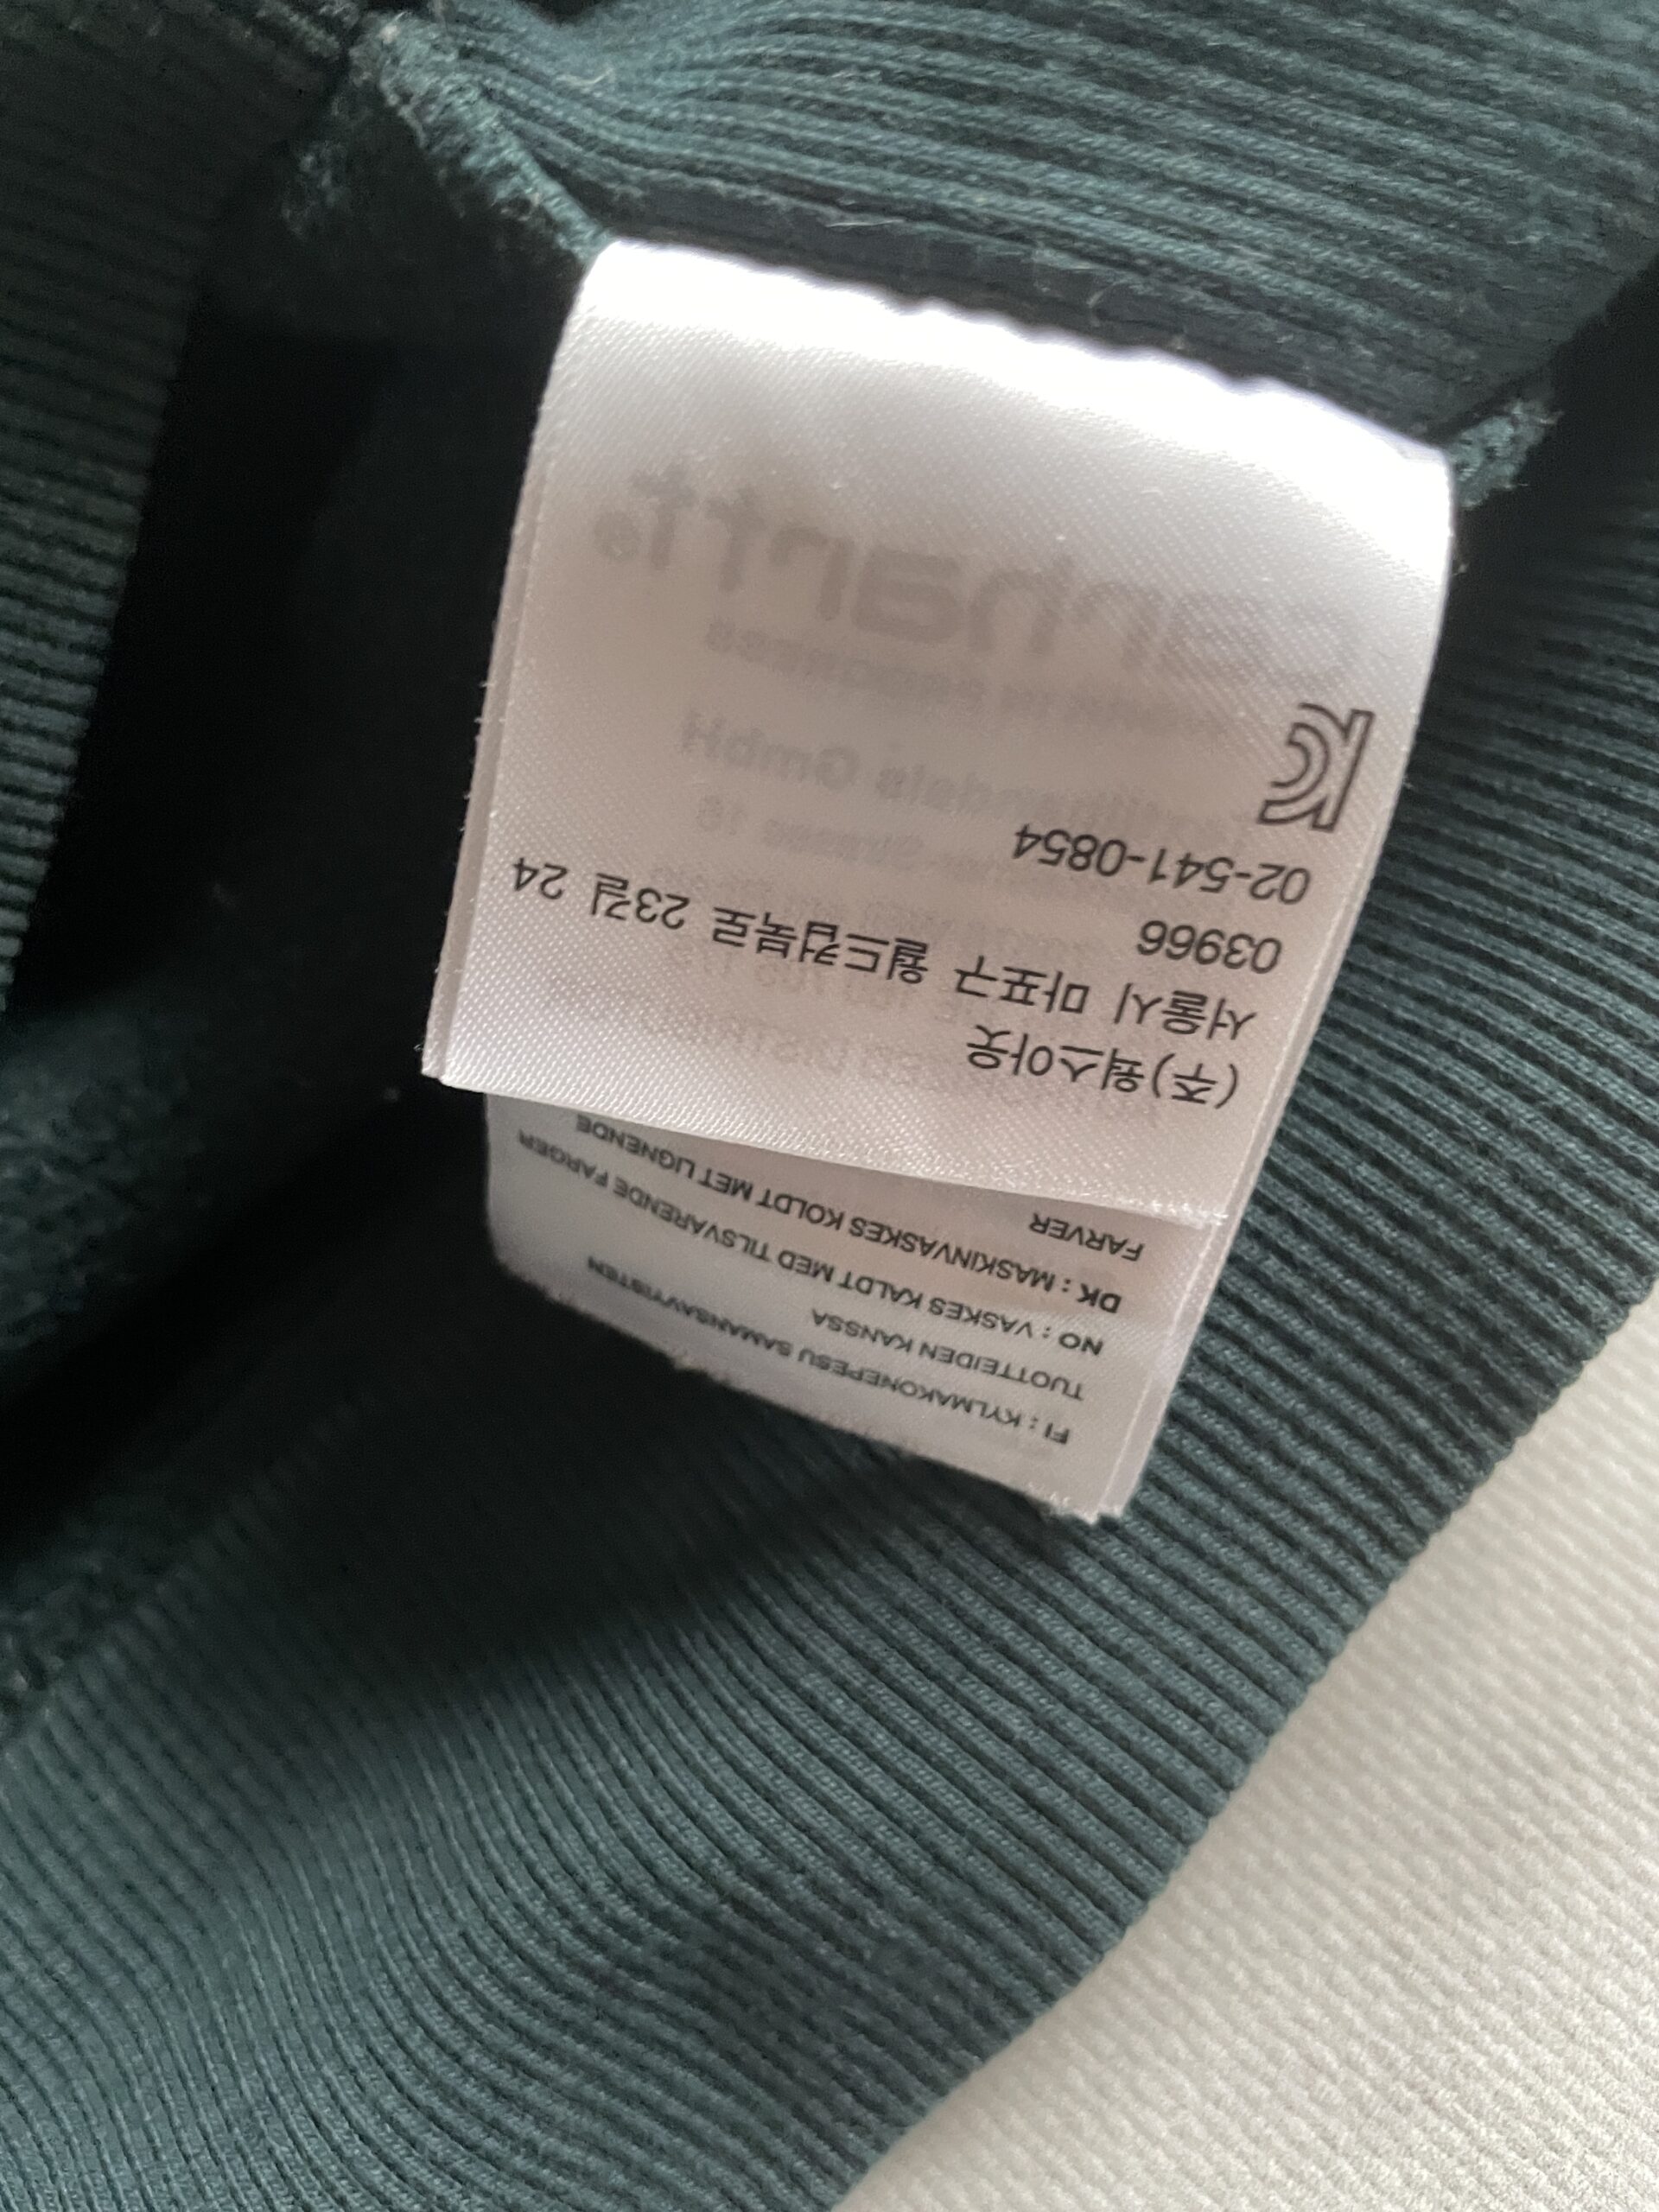 FI : KYLMAKONEPESU SAMANSAVYISTEN
TUOTTEIDEN KANSSA
NO : VASKES KALDT MED TILSVARENDE FARGER
DK : MASKINVASKES KOLDT MET LIGNENDE
FARVER
(주)웍스아웃
서울시 마포구 월드컵북로 23길 24
03966
02-541-0854
carhartt
GmbH